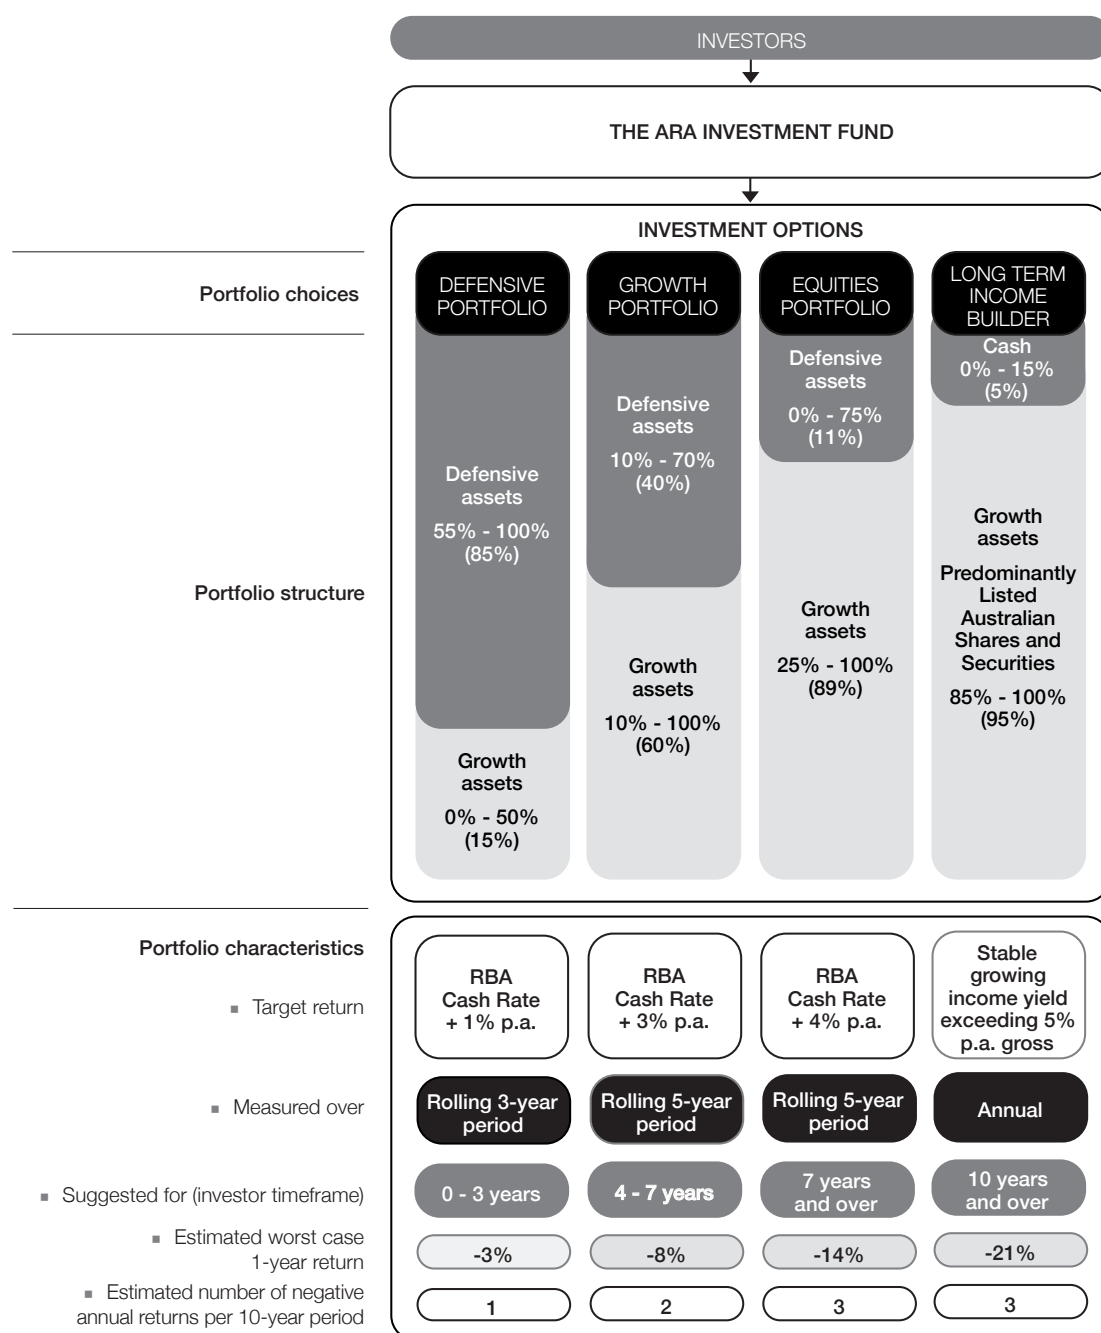 INVESTORS
THE ARA INVESTMENT FUND
INVESTMENT OPTIONS
Portfolio choices
DEFENSIVE
PORTFOLIO
GROWTH
PORTFOLIO
EQUITIES
PORTFOLIO
LONG TERM
INCOME
BUILDER
Portfolio structure
Defensive
assets
55% - 100%
(85%)
Growth
assets
0% - 50%
(15%)
Defensive
assets
10% - 70%
(40%)
Growth
assets
10% - 100%
(60%)
Defensive
assets
0% - 75%
(11%)
Growth
assets
25% - 100%
(89%)
Cash
0% - 15%
(5%)
Growth
assets
Predominantly
Listed
Australian
Shares and
Securities
85% - 100%
(95%)
Portfolio characteristics
▪ Target return
RBA
Cash Rate
+ 1% p.a.
RBA
Cash Rate
+ 3% p.a.
RBA
Cash Rate
+ 4% p.a.
Stable
growing
income yield
exceeding 5%
p.a. gross
▪ Measured over
Rolling 3-year
period
Rolling 5-year
period
Rolling 5-year
period
Annual
▪ Suggested for (investor timeframe)
0 - 3 years
4 - 7 years
7 years
and over
10 years
and over
▪ Estimated worst case
1-year return
-3%
-8%
-14%
-21%
▪ Estimated number of negative
annual returns per 10-year period
1
2
3
3